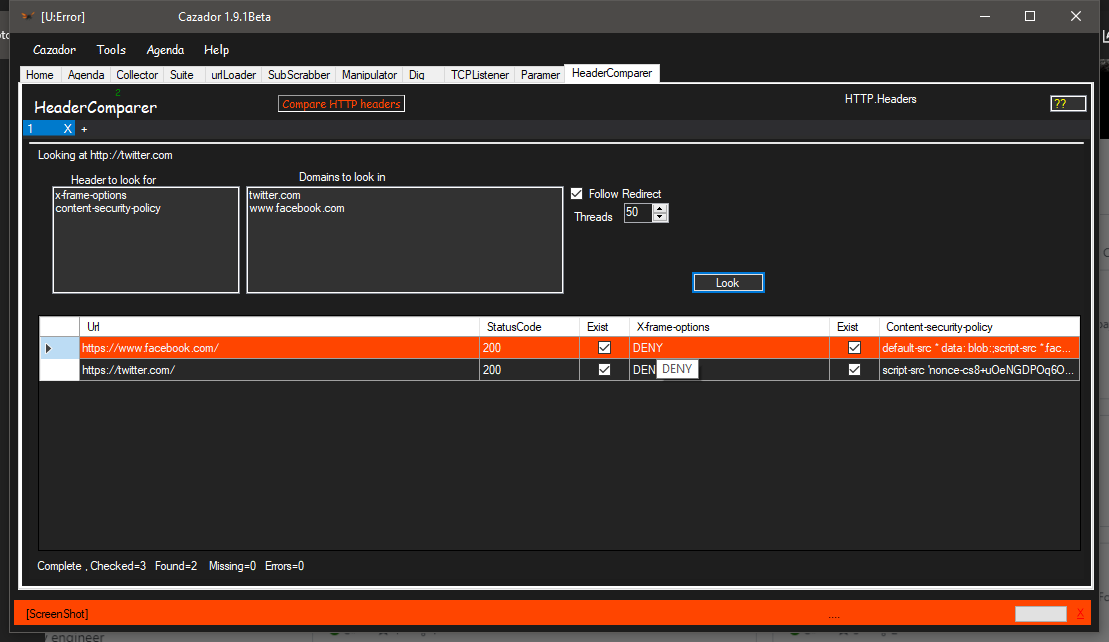 [U:Error] Cazador 1.9.1Beta
Cazador Tools Agenda Help
Home Agenda Collector Suite urlLoader SubScrabber Manipulator Dig TCPListener Paramer HeaderComparer
2
HeaderComparer Compare HTTP headers HTTP.Headers ??
1 X +
Looking at http://twitter.com
Header to look for Domains to look in
x-frame-options twitter.com Follow Redirect
content-security-policy www.facebook.com Threads 50
Look
Url StatusCode Exist X-frame-options Exist Content-security-policy
https://www.facebook.com/ 200 DENY default-src * data: blob:;script-src *.fac...
https://twitter.com/ 200 DEN DENY script-src 'nonce-cs8+uOeNGDPOq6O...
Complete , Checked=3 Found=2 Missing=0 Errors=0
[ScreenShot] .... X
engineer